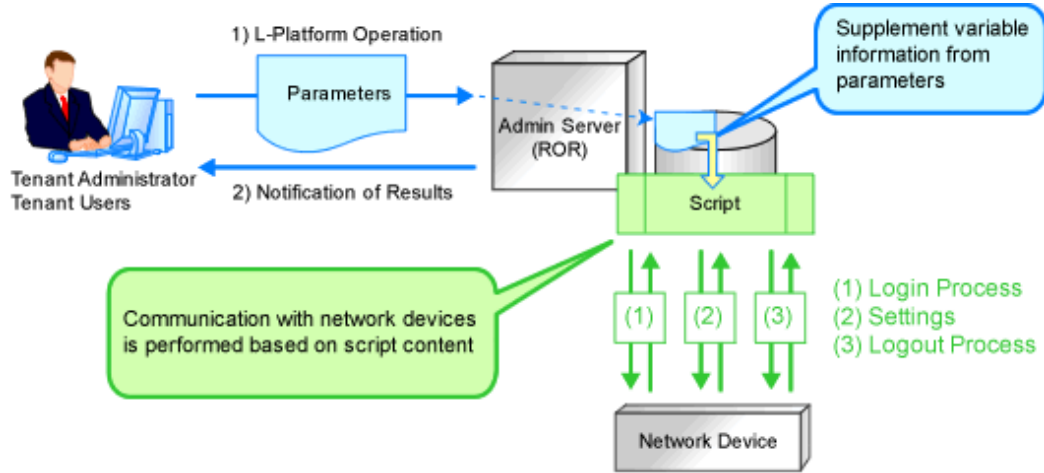 1) L-Platform Operation
Parameters
2) Notification of Results
Tenant Administrator
Tenant Users
Admin Server
(ROR)
Supplement variable
information from
parameters
Script
Communication with network devices
is performed based on script content
(1)
(2)
(3)
(1) Login Process
(2) Settings
(3) Logout Process
Network Device